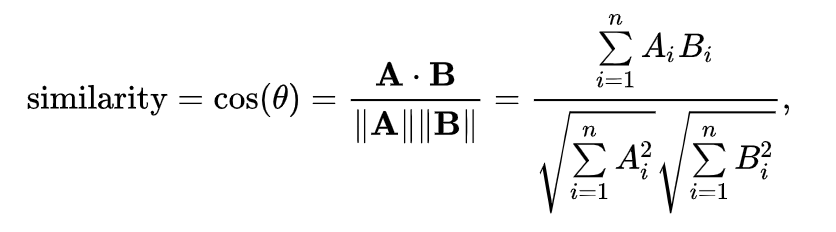 similarity = cos(θ) = A · B / ‖A‖‖B‖ = ∑_{i=1}^{n} A_i B_i / √(∑_{i=1}^{n} A_i^2) √(∑_{i=1}^{n} B_i^2),